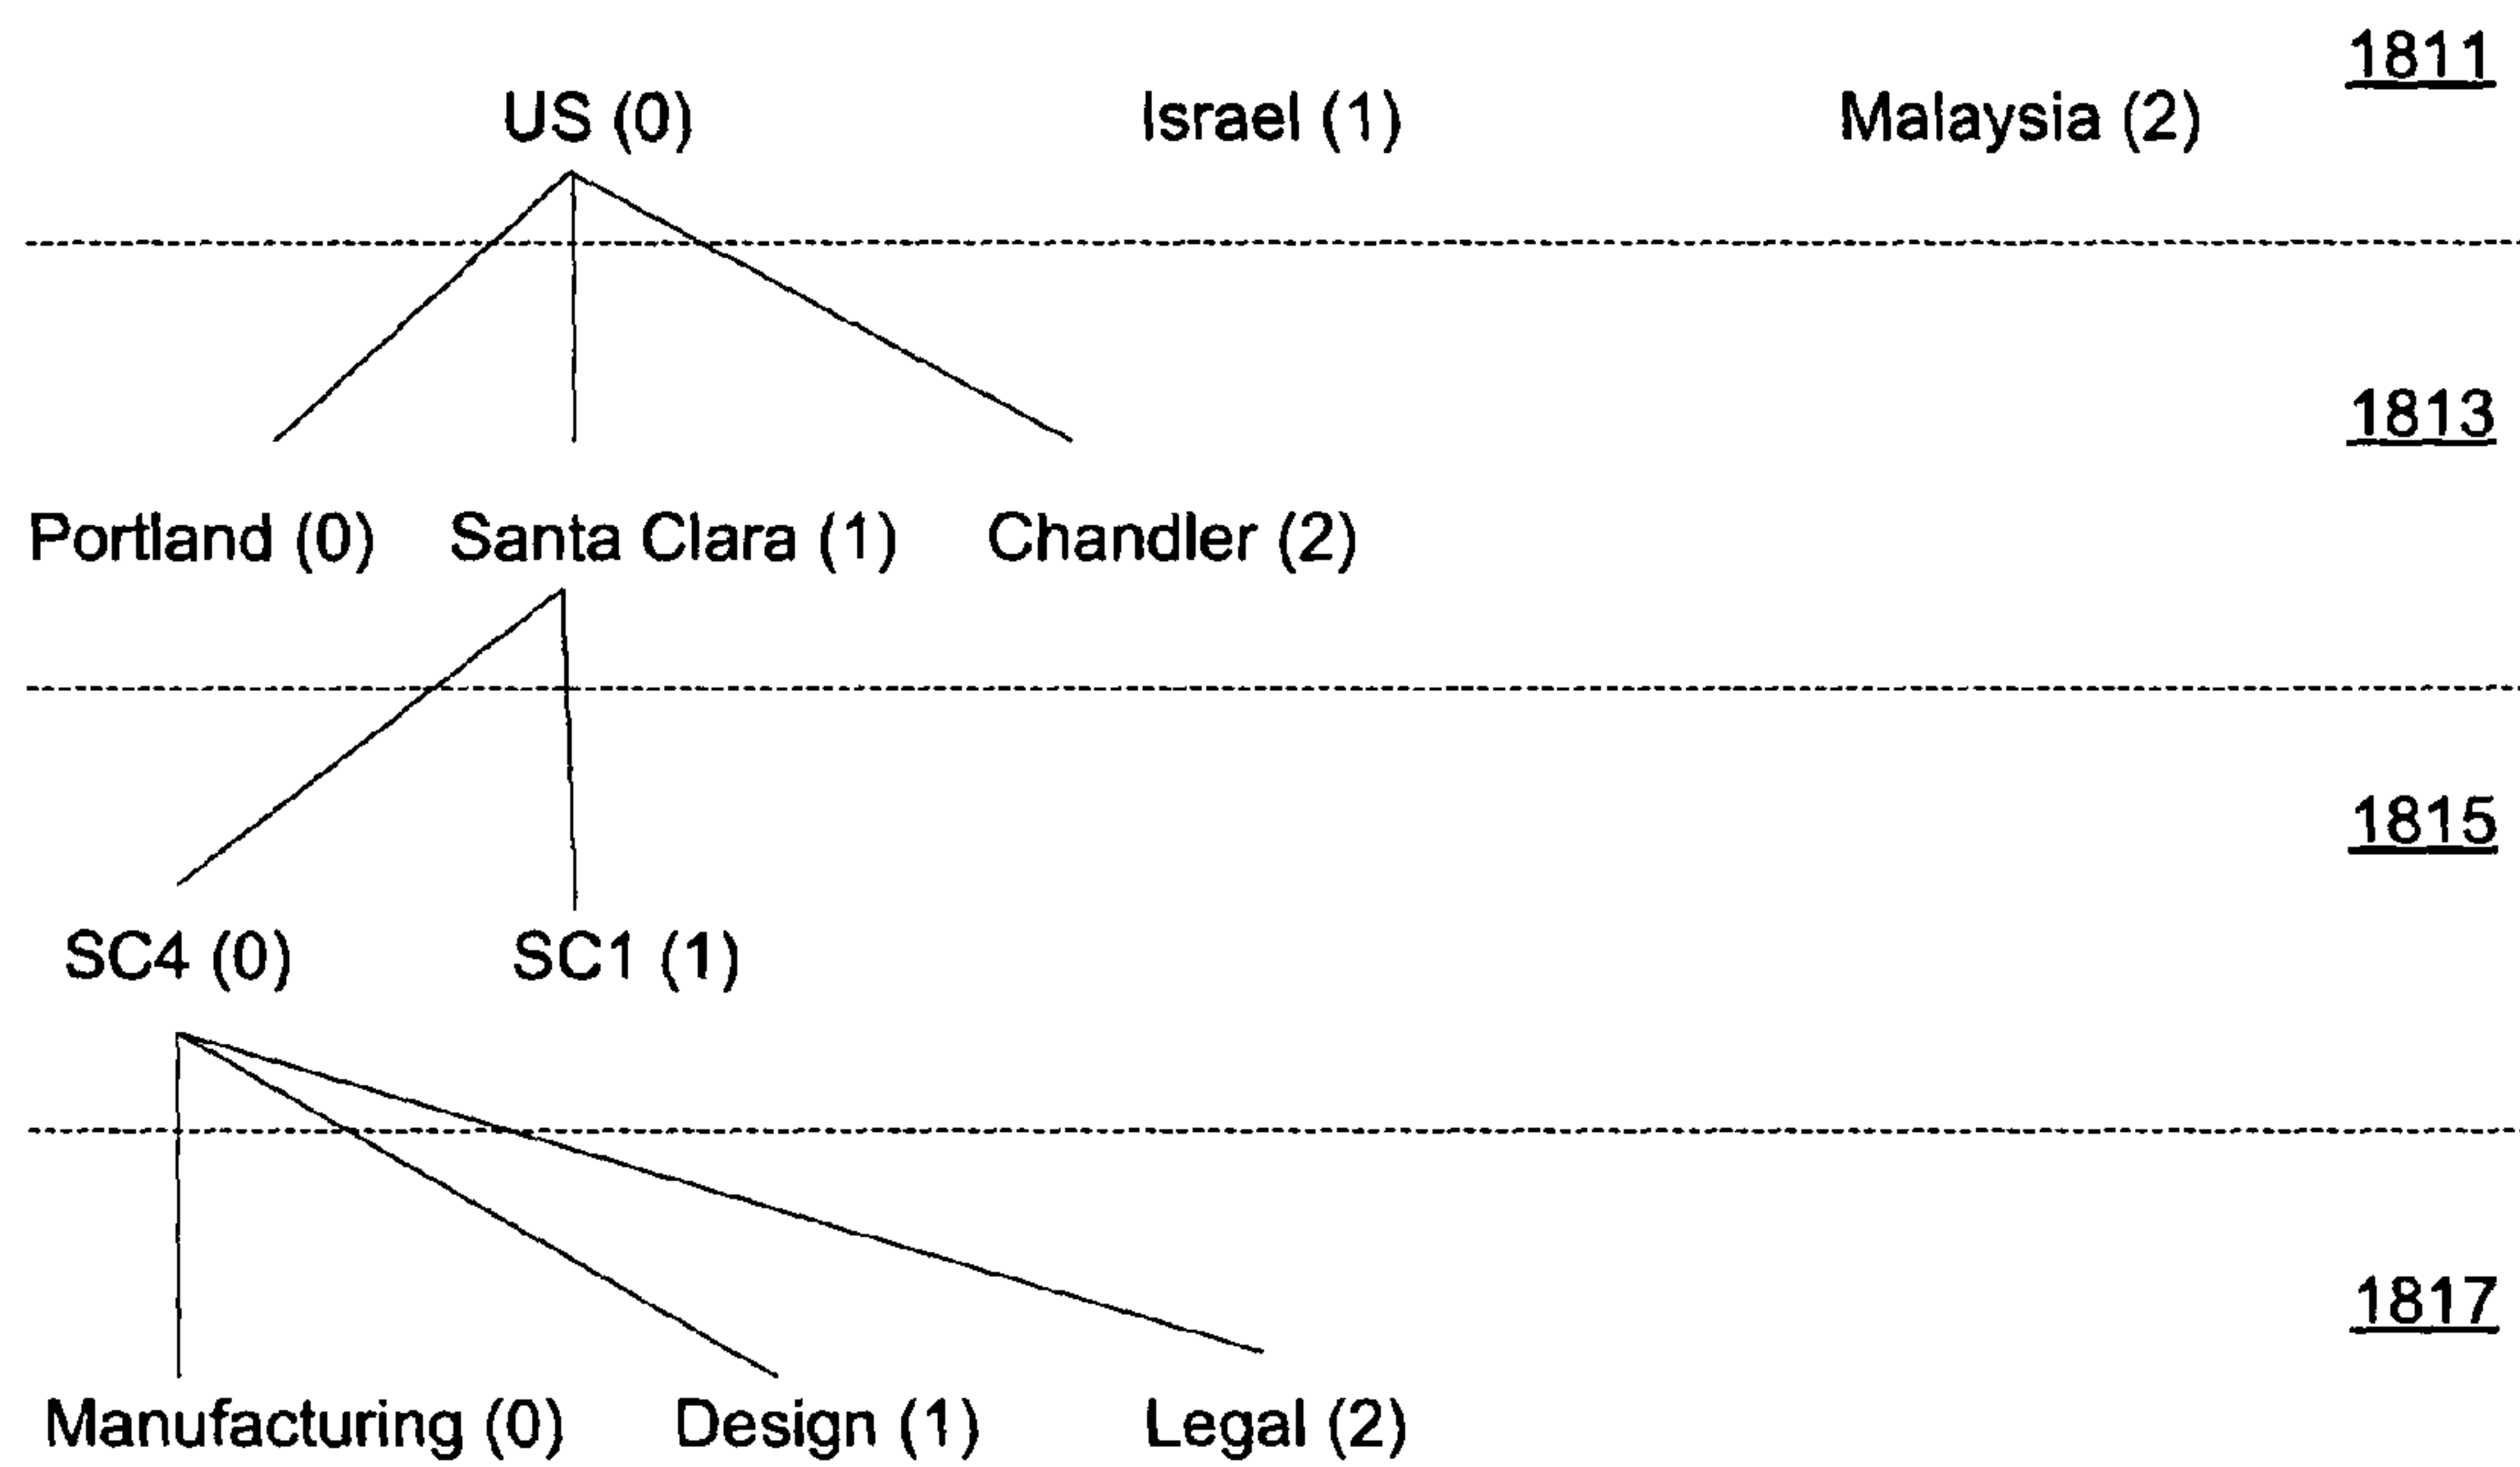 1811
US (0) Israel (1) Malaysia (2)
1813
Portland (0) Santa Clara (1) Chandler (2)
1815
SC4 (0) SC1 (1)
1817
Manufacturing (0) Design (1) Legal (2)